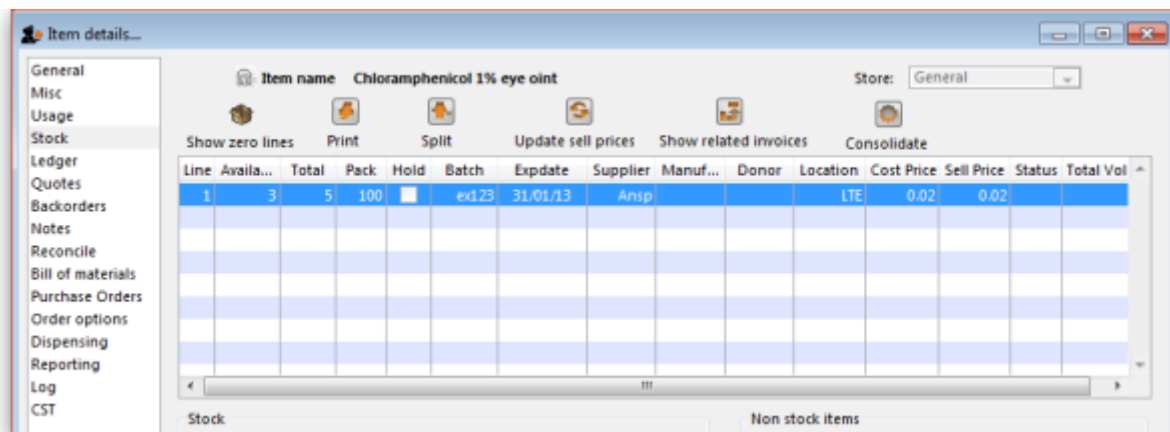 Item details...
General
Misc
Usage
Stock
Ledger
Quotes
Backorders
Notes
Reconcile
Bill of materials
Purchase Orders
Order options
Dispensing
Reporting
Log
CST
Item name Chloramphenicol 1% eye oint
Store: General
Show zero lines Print Split Update sell prices Show related invoices Consolidate
Line Availa... Total Pack Hold Batch Expdate Supplier Manuf... Donor Location Cost Price Sell Price Status Total Vol
1 3 5 100 ex123 31/01/13 Ansp LTE 0.02 0.02
Stock
Non stock items